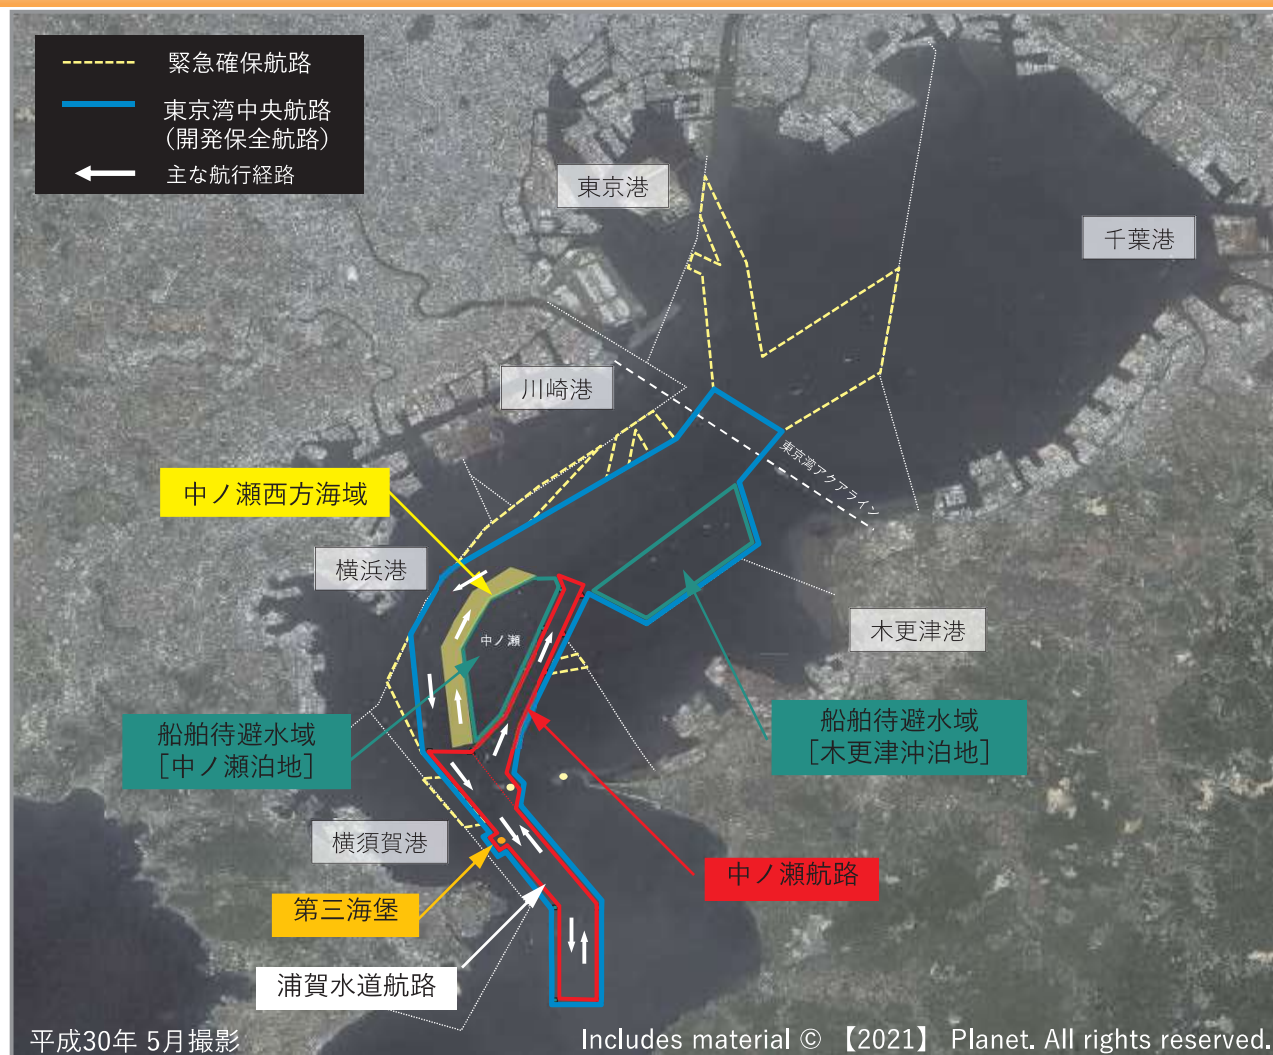 緊急確保航路
東京湾中央航路
(開発保全航路)
主な航行経路
東京港
千葉港
川崎港
東京湾アクアライン
中ノ瀬西方海域
横浜港
中ノ瀬
木更津港
船舶待避水域
[中ノ瀬泊地]
船舶待避水域
[木更津沖泊地]
横須賀港
中ノ瀬航路
第三海堡
浦賀水道航路
平成30年 5月撮影
Includes material © 【2021】 Planet. All rights reserved.